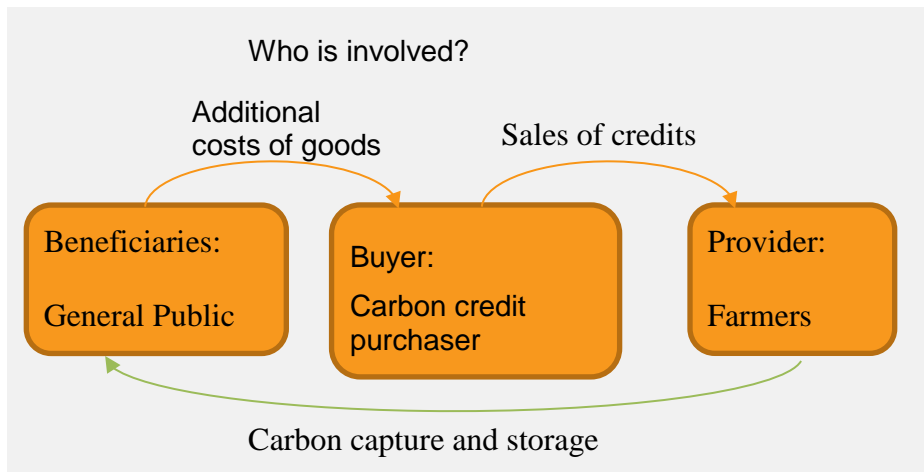 Who is involved?
Additional
costs of goods
Sales of credits
Beneficiaries:
General Public
Buyer:
Carbon credit
purchaser
Provider:
Farmers
Carbon capture and storage